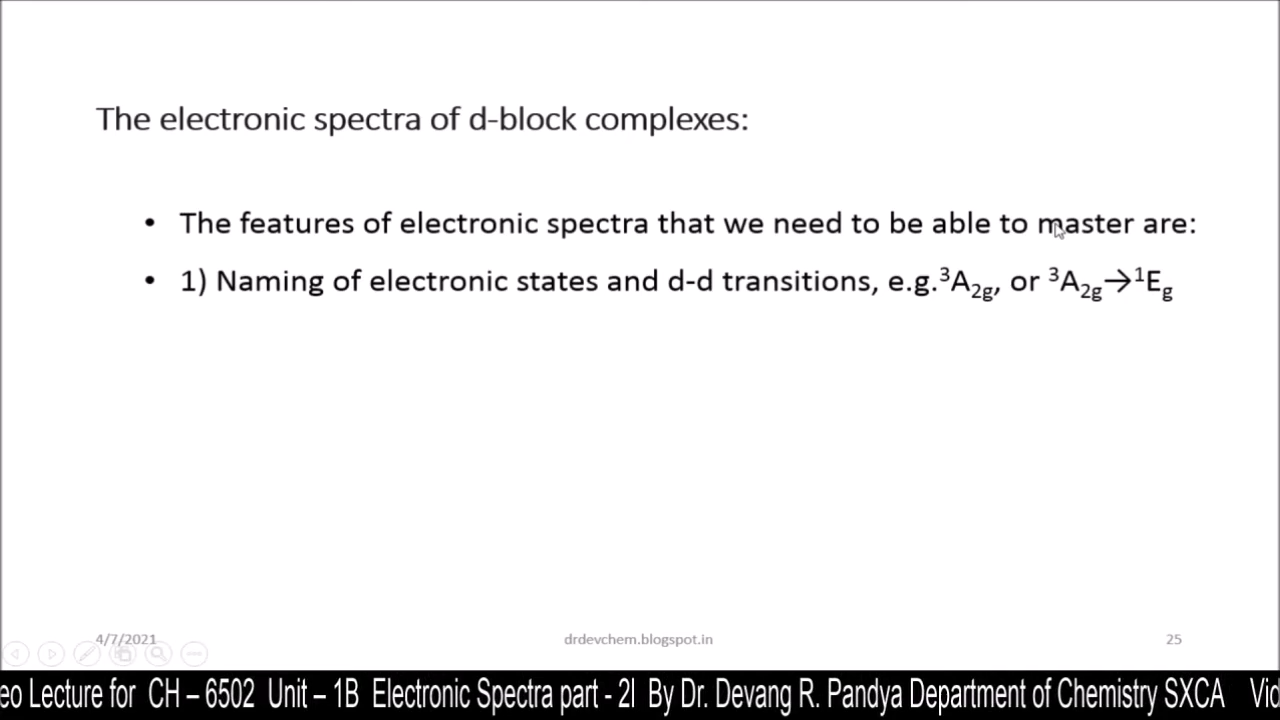 The electronic spectra of d-block complexes:
• The features of electronic spectra that we need to be able to master are:
• 1) Naming of electronic states and d-d transitions, e.g.³A₂g, or ³A₂g→¹Eg
4/7/2021 drdevchem.blogspot.in 25
eo Lecture for CH – 6502 Unit – 1B Electronic Spectra part - 2I By Dr. Devang R. Pandya Department of Chemistry SXCA Vid